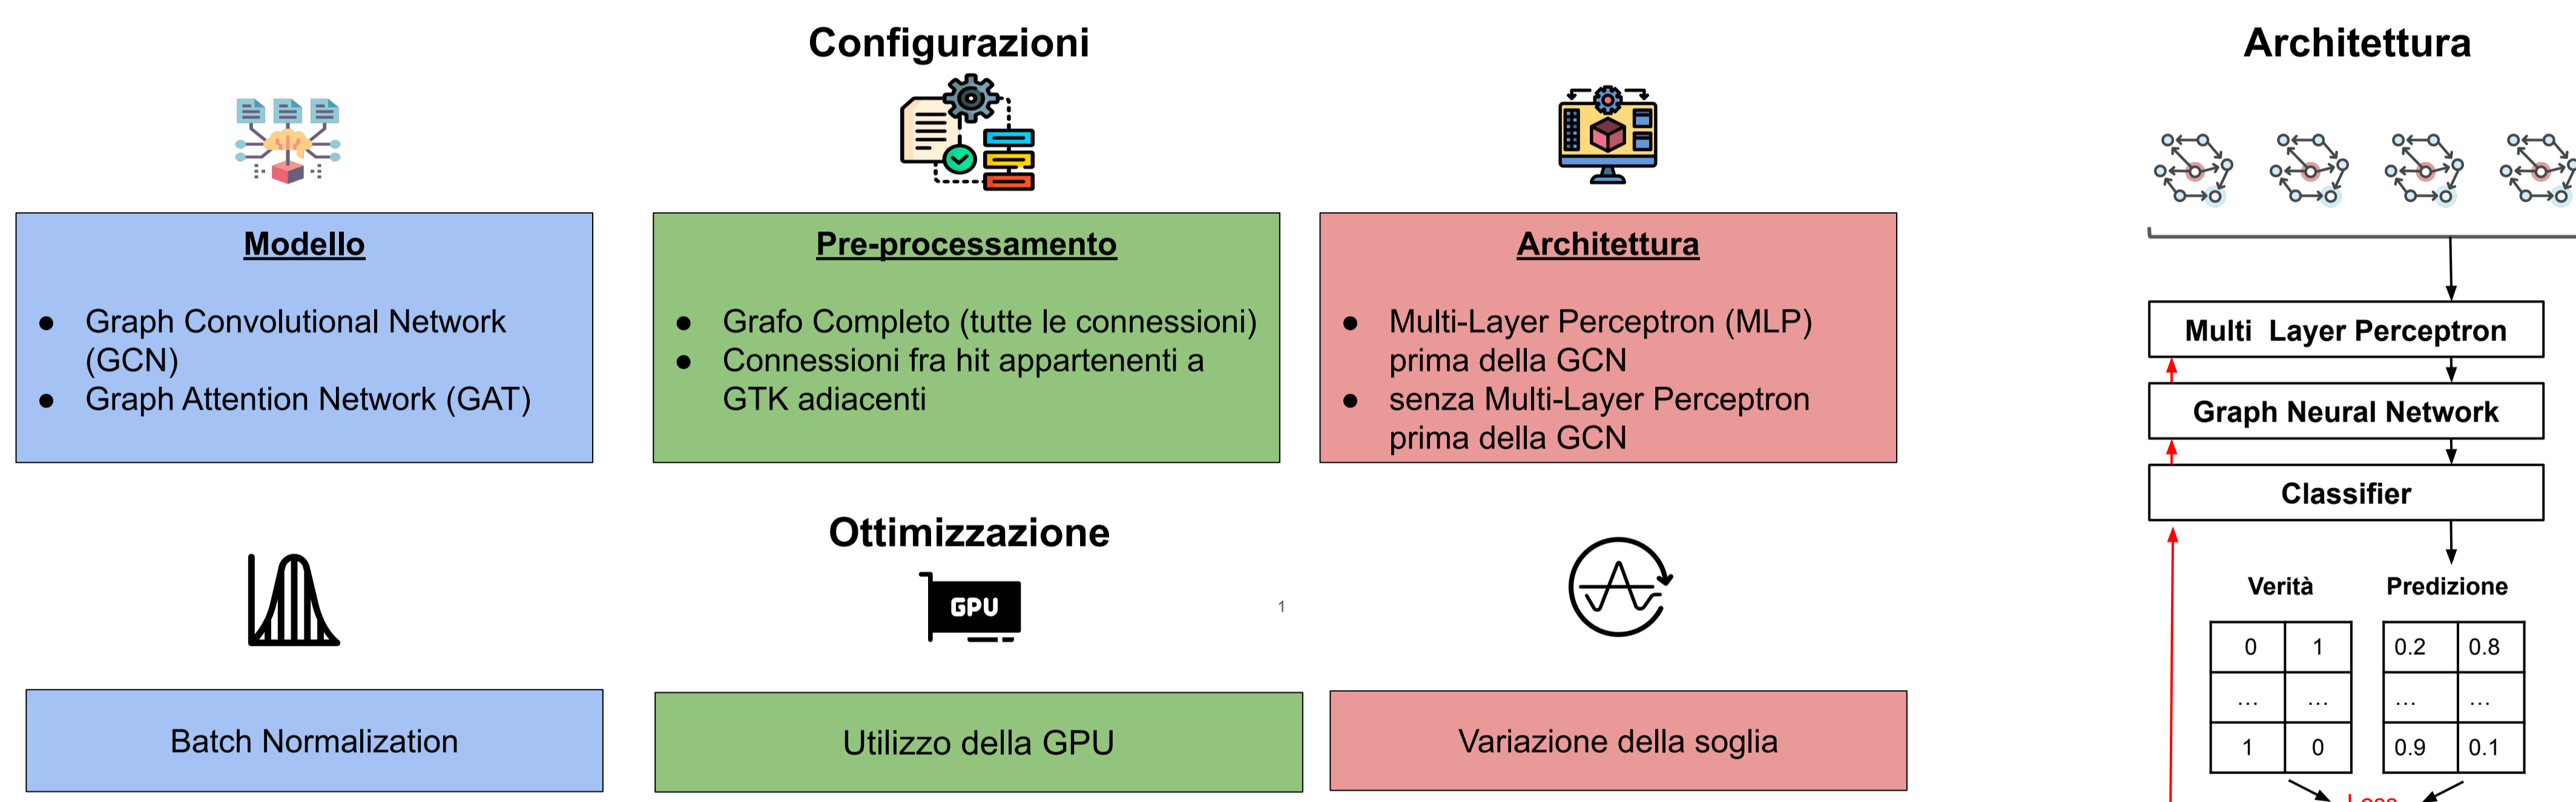 Configurazioni
Modello
● Graph Convolutional Network
(GCN)
● Graph Attention Network (GAT)
Pre-processamento
● Grafo Completo (tutte le connessioni)
● Connessioni fra hit appartenenti a
GTK adiacenti
Architettura
● Multi-Layer Perceptron (MLP)
prima della GCN
● senza Multi-Layer Perceptron
prima della GCN
Ottimizzazione
GPU
1
Batch Normalization
Utilizzo della GPU
Variazione della soglia
Architettura
Multi Layer Perceptron
Graph Neural Network
Classifier
Verità Predizione
0 1 0.2 0.8
... ... ... ...
1 0 0.9 0.1
Loss